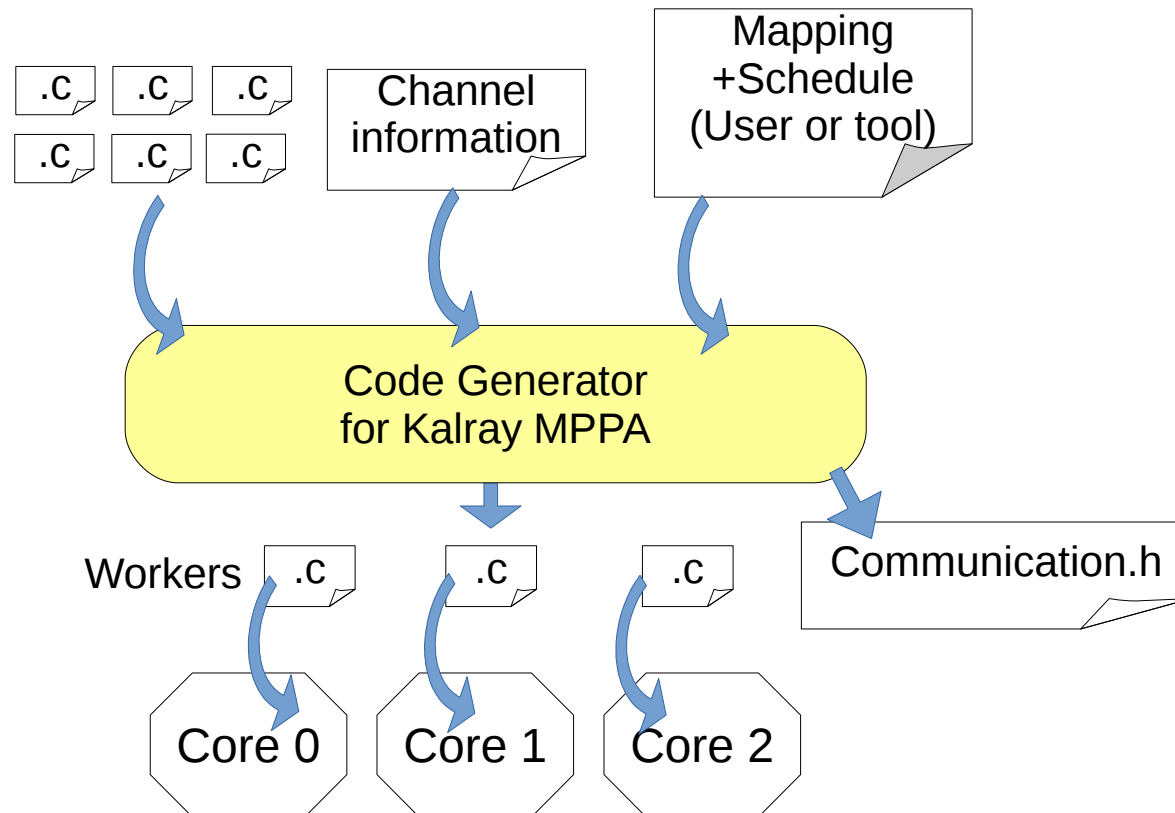 .c .c .c
.c .c .c
Channel
information
Mapping
+Schedule
(User or tool)
Code Generator
for Kalray MPPA
Workers .c .c .c
Communication.h
Core 0 Core 1 Core 2